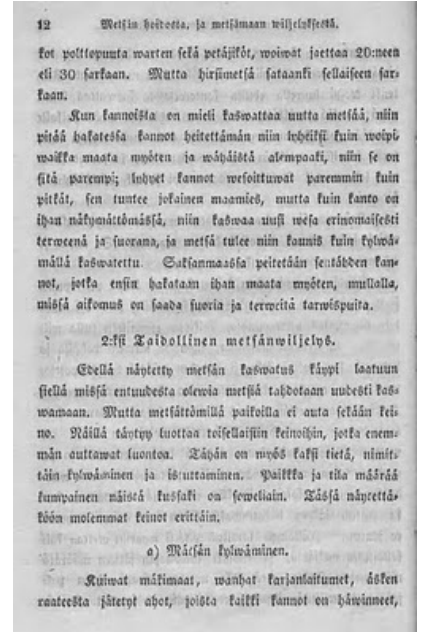 12 Metsän hoidosta, ja metsämaan wiljelyksestä.
kot polttopuuta warten sekä petäjiköt, woiwat jaettaa 20:neen
eli 30 sarkaan. Mutta hirsimetsä sataanki sellaiseen sar-
kaan.
Kun kannoista on mieli kaswattaa uutta metsää, niin
pitää hakatessa kannot heitettämän niin lyheiksi kuin woipi,
waikka maata myöten ja wähäistä alempaaki, niin se on
sitä parempi; lyhyet kannot wesoittuwat paremmin kuin
pitkät, sen tuntee jokainen maamies, mutta kuin kanto on
ihan näkymättömässä, niin kaswaa uusi wesa erinomaisesti
terweenä ja suorana, ja metsä tulee niin kaunis kuin kylwä-
mällä kaswatettu. Saksanmaassa peitetään sentähden kan-
not, jotka ensin hakataan ihan maata myöten, mullalla,
missä aikomus on saada suoria ja terweitä tarwispuita.
2:ksi Taidollinen metsänwiljelys.
Edellä näytetty metsän kaswatus käypi laatuun
siellä missä entuudesta olewia metsiä tahdotaan uudesti kas-
wamaan. Mutta metsättömillä paikoilla ei auta sekään kei-
no. Näillä täytyy luottaa toisellaisiin keinoihin, jotka enem-
män auttawat luontoa. Tähän on myös kaksi tietä, nimit-
täin kylwäminen ja istuttaminen. Paikkka ja tila määrää
kumpainen näistä kussaki on soweliain. Tässä näytettä-
köön molemmat keinot erittäin.
a) Mätsän kylwäminen.
Kuiwat mäkimaat, wanhat karjanlaitumet, äsken
raateesta jätetyt ahot, joista kaikki kannot on häwinneet,